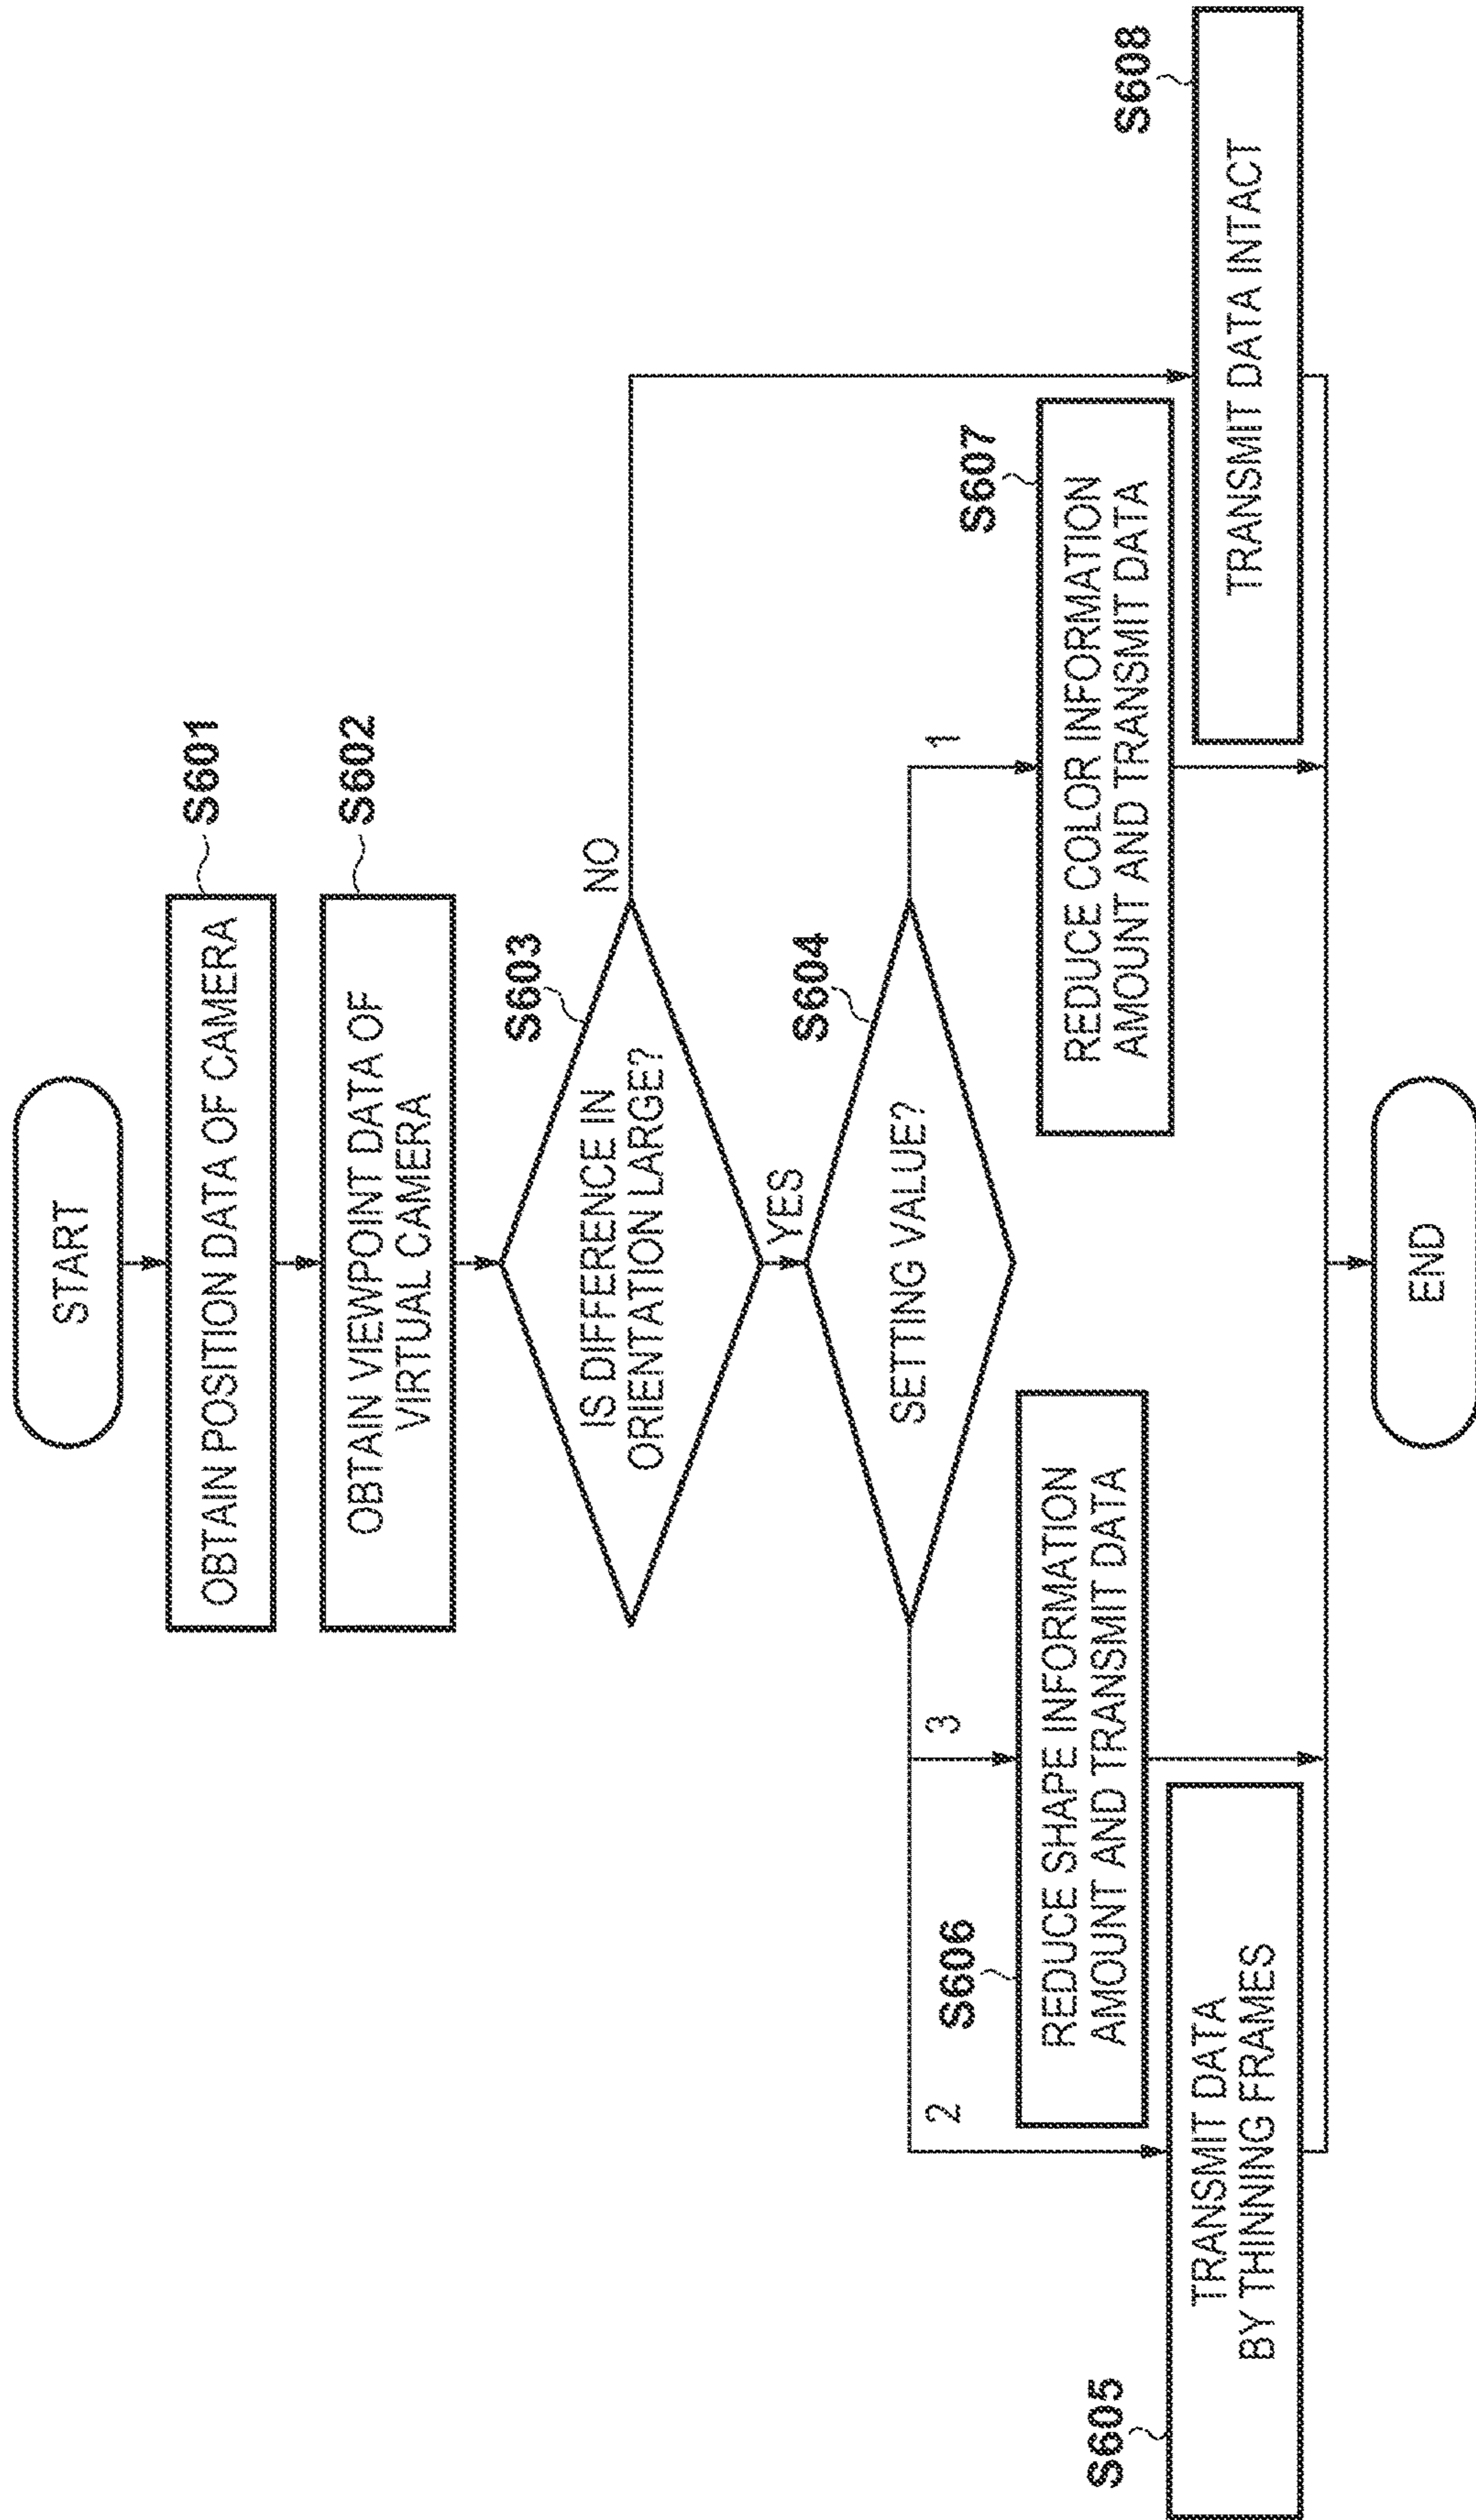 START
S601
OBTAIN POSITION DATA OF CAMERA
S602
OBTAIN VIEWPOINT DATA OF
VIRTUAL CAMERA
S603
IS DIFFERENCE IN
ORIENTATION LARGE?
NO
YES
S604
SETTING VALUE?
2
3
1
S605
TRANSMIT DATA
BY THINNING FRAMES
S606
REDUCE SHAPE INFORMATION
AMOUNT AND TRANSMIT DATA
S607
REDUCE COLOR INFORMATION
AMOUNT AND TRANSMIT DATA
S608
TRANSMIT DATA INTACT
END